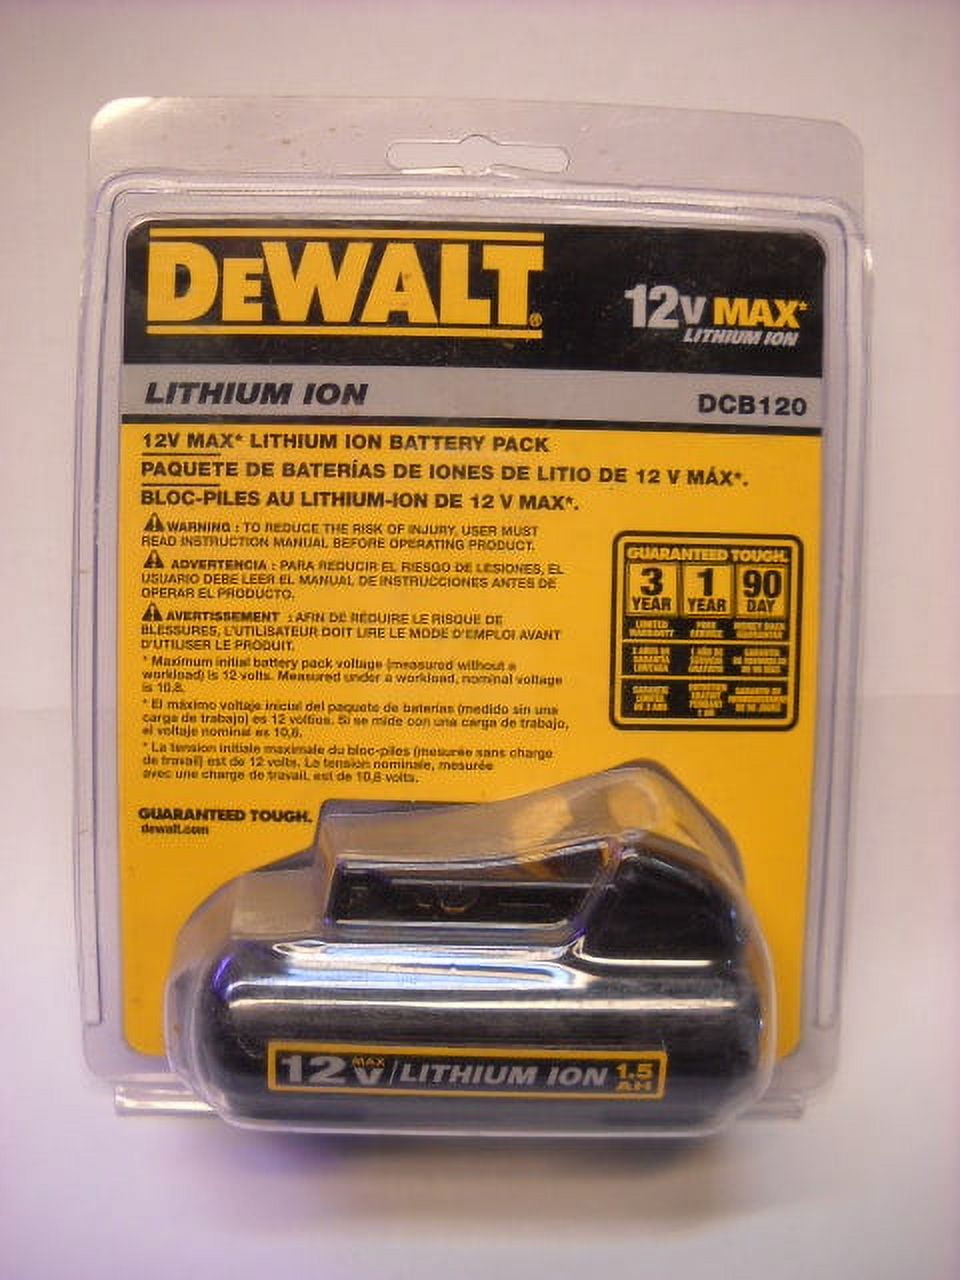 DEWALT®
12V MAX*
LITHIUM ION
LITHIUM ION
DCB120
12V MAX* LITHIUM ION BATTERY PACK
PAQUETE DE BATERÍAS DE IONES DE LITIO DE 12 V MÁX*.
BLOC-PILES AU LITHIUM-ION DE 12 V MAX*.
WARNING : TO REDUCE THE RISK OF INJURY, USER MUST
READ INSTRUCTION MANUAL BEFORE OPERATING PRODUCT.
ADVERTENCIA : PARA REDUCIR EL RIESGO DE LESIONES, EL
USUARIO DEBE LEER EL MANUAL DE INSTRUCCIONES ANTES DE
OPERAR EL PRODUCTO.
AVERTISSEMENT : AFIN DE RÉDUIRE LE RISQUE DE
BLESSURES, L'UTILISATEUR DOIT LIRE LE MODE D'EMPLOI AVANT
D'UTILISER LE PRODUIT.
* Maximum initial battery pack voltage (measured without a
workload) is 12 volts. Measured under a workload, nominal voltage
is 10.8.
* El máximo voltaje inicial del paquete de baterías (medido sin una
carga de trabajo) es 12 voltios. Si se mide con una carga de trabajo,
el voltaje nominal es 10,8.
* La tension initiale maximale du bloc-piles (mesurée sans charge
de travail) est de 12 volts. La tension nominale, mesurée
avec une charge de travail, est de 10,8 volts.
GUARANTEED TOUGH.
dewalt.com
GUARANTEED TOUGH.
3 1 90
YEAR YEAR DAY
LIMITED FREE MONEY BACK
WARRANTY SERVICE GUARANTEE
12V MAX / LITHIUM ION 1.5 AH